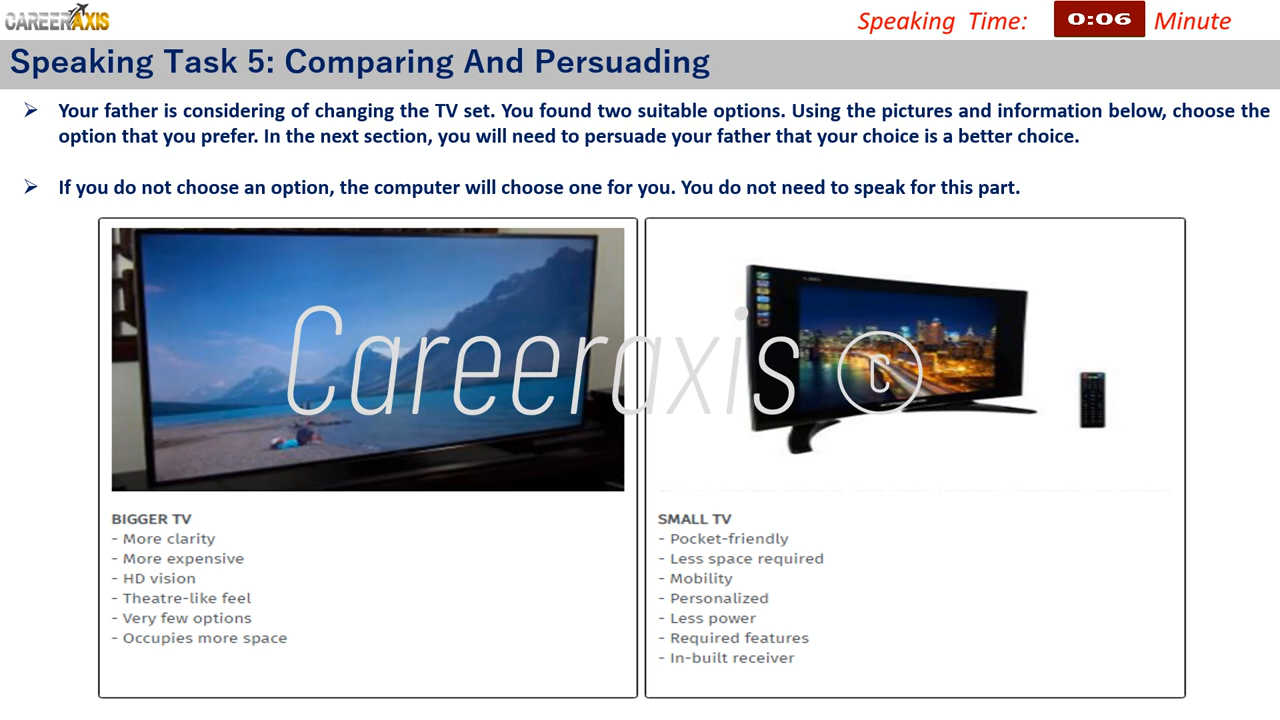 CAREERAXIS
Speaking Time: 0:06 Minute
Speaking Task 5: Comparing And Persuading
➢ Your father is considering of changing the TV set. You found two suitable options. Using the pictures and information below, choose the
option that you prefer. In the next section, you will need to persuade your father that your choice is a better choice.
➢ If you do not choose an option, the computer will choose one for you. You do not need to speak for this part.
Careeraxis ©
BIGGER TV
- More clarity
- More expensive
- HD vision
- Theatre-like feel
- Very few options
- Occupies more space
SMALL TV
- Pocket-friendly
- Less space required
- Mobility
- Personalized
- Less power
- Required features
- In-built receiver